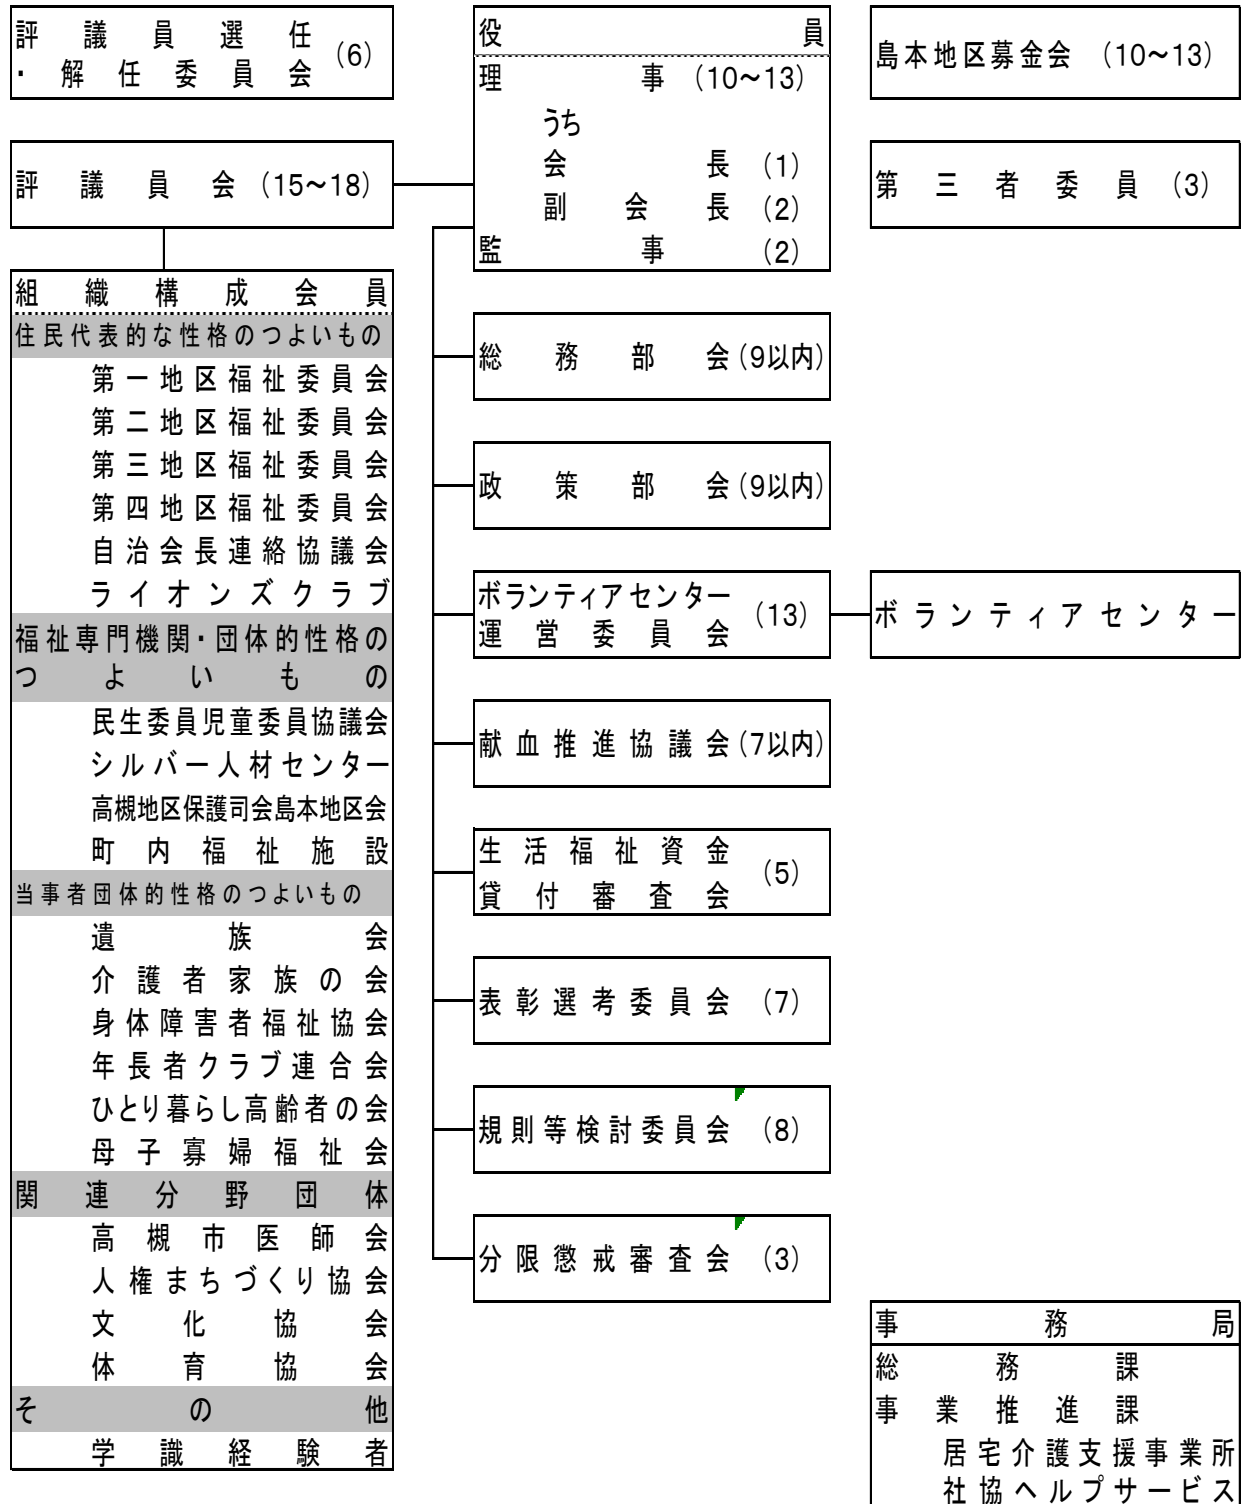 評議員選任
・解任委員会 (6)
評議員会 (15~18)
組織構成会員
住民代表的な性格のつよいもの
第一地区福祉委員会
第二地区福祉委員会
第三地区福祉委員会
第四地区福祉委員会
自治会長連絡協議会
ライオンズクラブ
福祉専門機関・団体的性格の
つよいもの
民生委員児童委員協議会
シルバー人材センター
高槻地区保護司会島本地区会
町内福祉施設
当事者団体的性格のつよいもの
遺族会
介護者家族の会
身体障害者福祉協会
年長者クラブ連合会
ひとり暮らし高齢者の会
母子寡婦福祉会
関連分野団体
高槻市医師会
人権まちづくり協会
文化協会
体育協会
その他
学識経験者
役員
理事 (10~13)
うち
会長 (1)
副会長 (2)
監事 (2)
総務部会 (9以内)
政策部会 (9以内)
ボランティアセンター
運営委員会 (13)
献血推進協議会 (7以内)
生活福祉資金
貸付審査会 (5)
表彰選考委員会 (7)
規則等検討委員会 (8)
分限懲戒審査会 (3)
島本地区募金会 (10~13)
第三者委員 (3)
ボランティアセンター
事務局
総務課
事業推進課
居宅介護支援事業所
社協ヘルプサービス